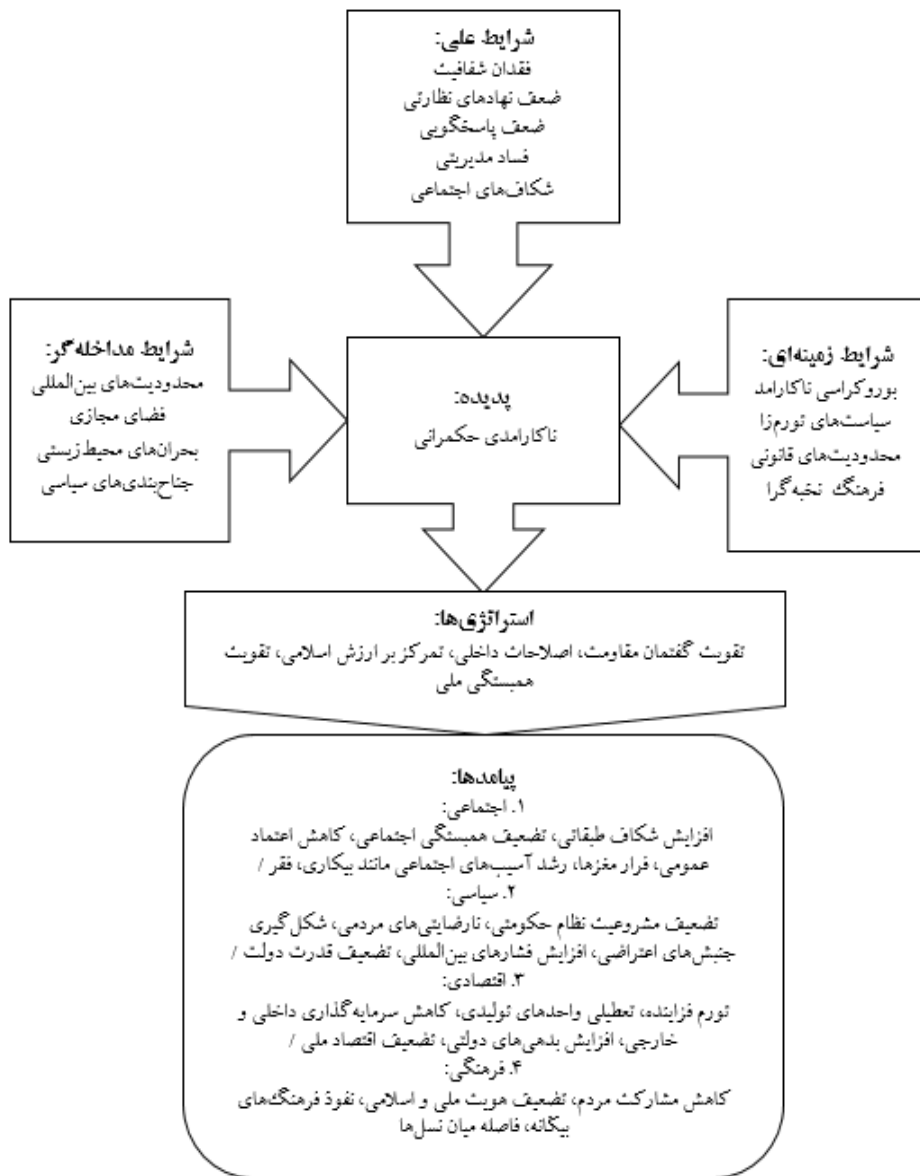 شرایط علی:
فقدان شفافیت
ضعف نهادهای نظارتی
ضعف پاسخگویی
فساد مدیریتی
شکاف‌های اجتماعی
شرایط زمینه‌ای:
بوروکراسی ناکارامد
سیاست‌های تورم‌زا
محدودیت‌های قانونی
فرهنگ نخبه‌گرا
پدیده:
ناکارامدی حکمرانی
شرایط مداخله‌گر:
محدودیت‌های بین‌المللی
فضای مجازی
بحران‌های محیط‌زیستی
جناح‌بندی‌های سیاسی
استراتژی‌ها:
تقویت گفتمان مقاومت، اصلاحات داخلی، تمرکز بر ارزش اسلامی، تقویت
همبستگی ملی
پیامدها:
۱. اجتماعی:
افزایش شکاف طبقاتی، تضعیف همبستگی اجتماعی، کاهش اعتماد
عمومی، فرار مغزها، رشد آسیب‌های اجتماعی مانند بیکاری، فقر /
۲. سیاسی:
تضعیف مشروعیت نظام حکومتی، نارضایتی‌های مردمی، شکل‌گیری
جنبش‌های اعتراضی، افزایش فشارهای بین‌المللی، تضعیف قدرت دولت /
۳. اقتصادی:
تورم فزاینده، تعطیلی واحدهای تولیدی، کاهش سرمایه‌گذاری داخلی و
خارجی، افزایش بدهی‌های دولتی، تضعیف اقتصاد ملی /
۴. فرهنگی:
کاهش مشارکت مردم، تضعیف هویت ملی و اسلامی، نفوذ فرهنگ‌های
بیگانه، فاصله میان نسل‌ها